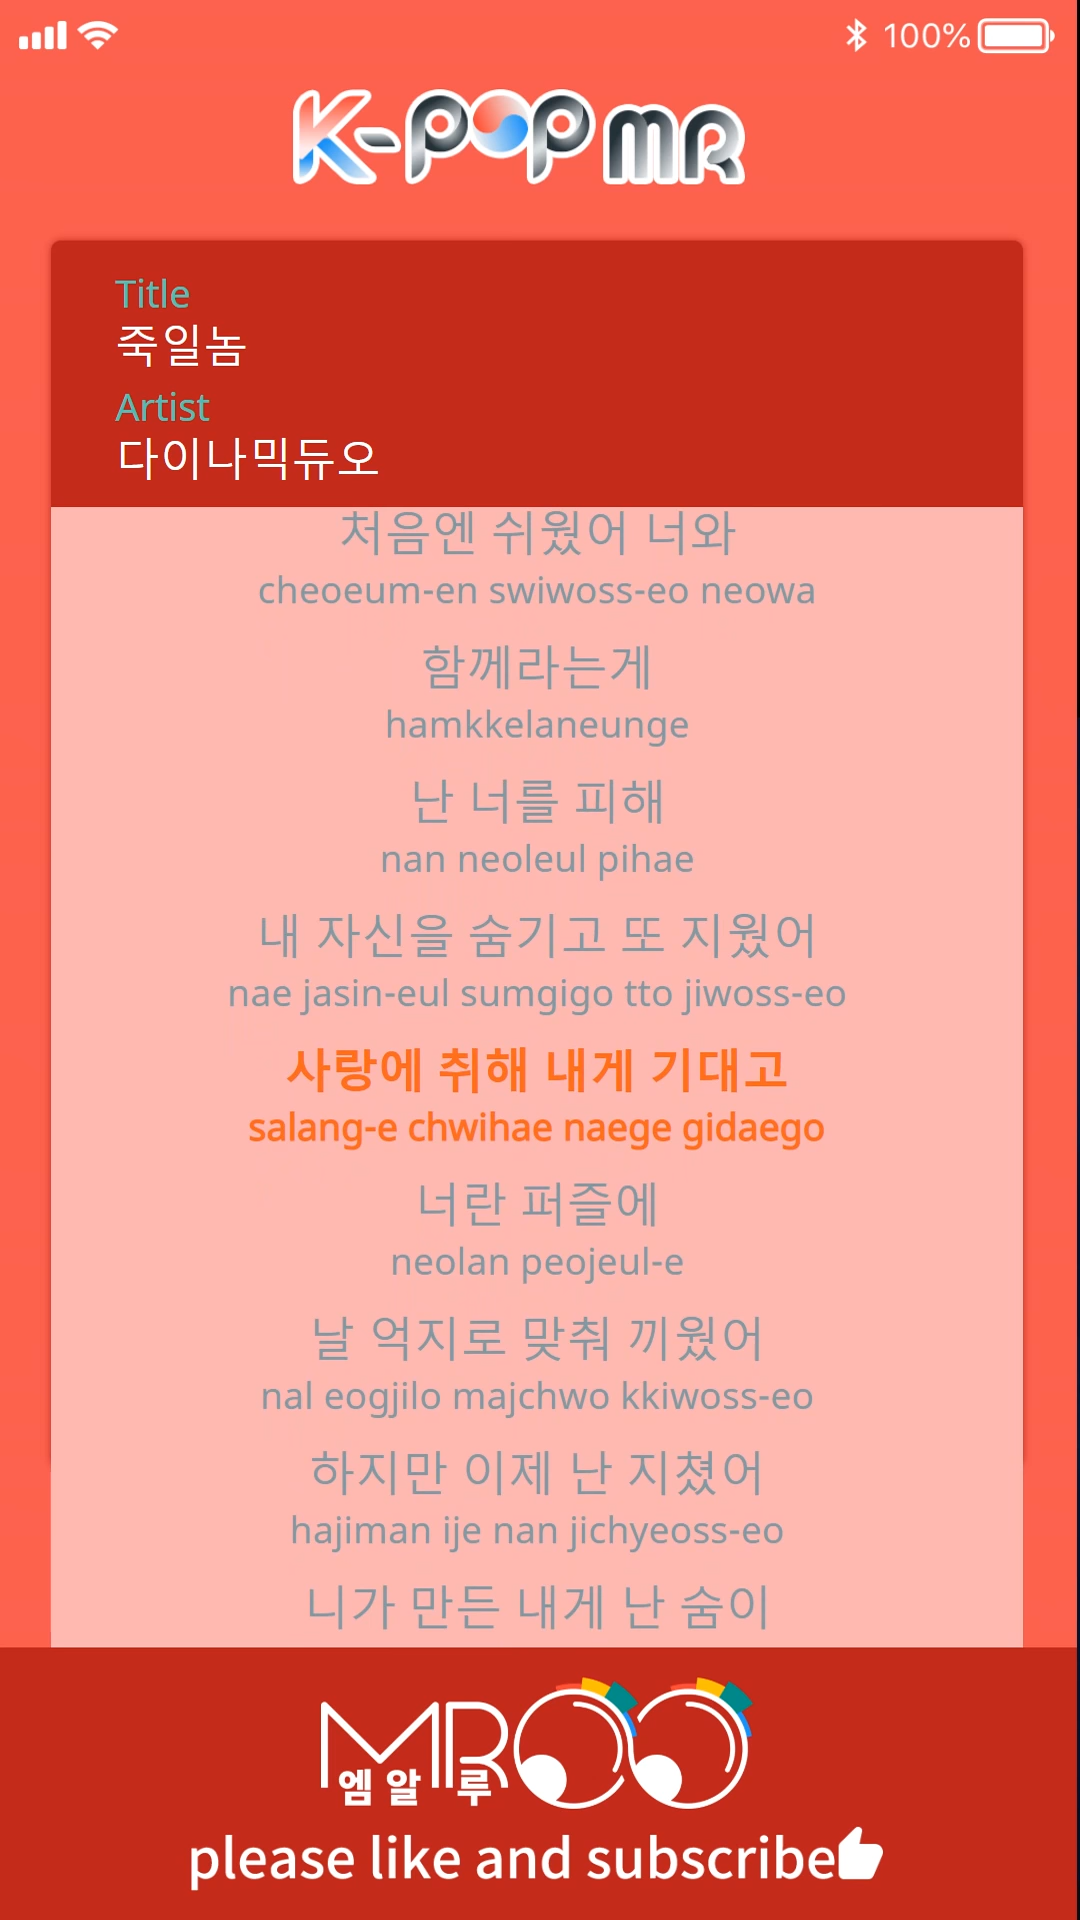 100%
K-POP MR
Title
죽일놈
Artist
다이나믹듀오
처음엔 쉬웠어 너와
cheoeum-en swiwoss-eo neowa
함께라는게
hamkkelaneunge
난 너를 피해
nan neoleul pihae
내 자신을 숨기고 또 지웠어
nae jasin-eul sumgigo tto jiwoss-eo
사랑에 취해 내게 기대고
salang-e chwihae naege gidaego
너란 퍼즐에
neolan peojeul-e
날 억지로 맞춰 끼웠어
nal eogjilo majchwo kkiwoss-eo
하지만 이제 난 지쳤어
hajiman ije nan jichyeoss-eo
니가 만든 내게 난 숨이
MROO
엠알루
please like and subscribe